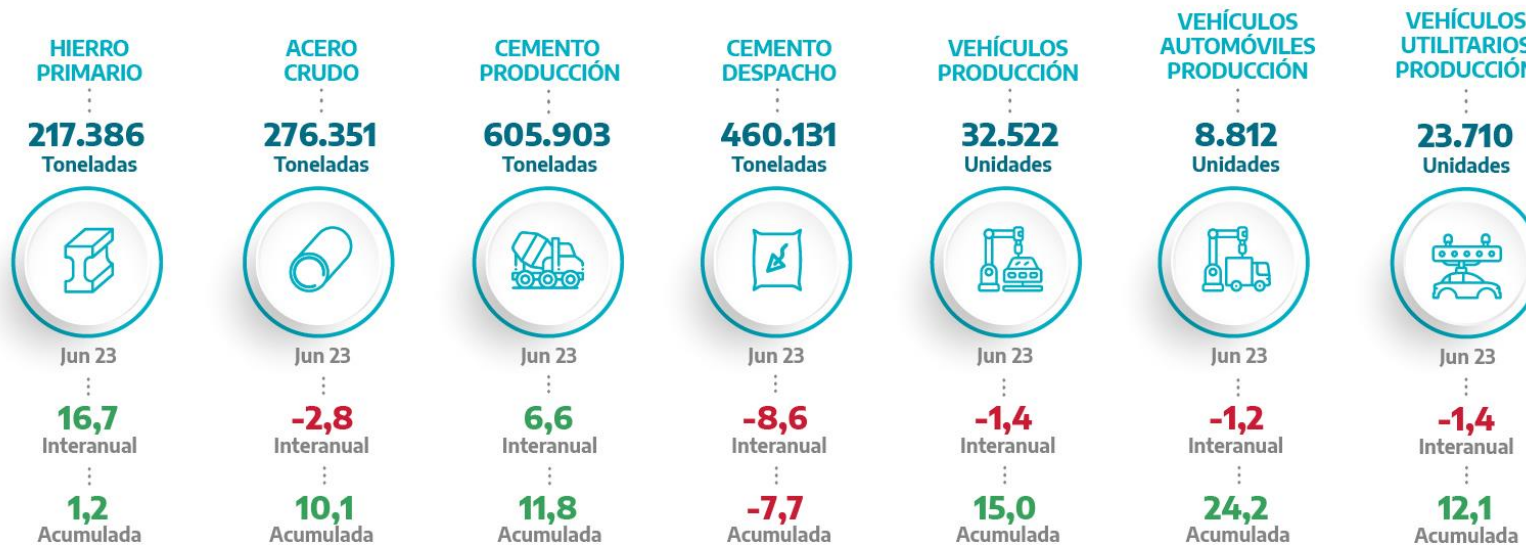 HIERRO
PRIMARIO
217.386
Toneladas
Jun 23
16,7
Interanual
1,2
Acumulada
ACERO
CRUDO
276.351
Toneladas
Jun 23
-2,8
Interanual
10,1
Acumulada
CEMENTO
PRODUCCIÓN
605.903
Toneladas
Jun 23
6,6
Interanual
11,8
Acumulada
CEMENTO
DESPACHO
460.131
Toneladas
Jun 23
-8,6
Interanual
-7,7
Acumulada
VEHÍCULOS
PRODUCCIÓN
32.522
Unidades
Jun 23
-1,4
Interanual
15,0
Acumulada
VEHÍCULOS
AUTOMÓVILES
PRODUCCIÓN
8.812
Unidades
Jun 23
-1,2
Interanual
24,2
Acumulada
VEHÍCULOS
UTILITARIOS
PRODUCCIÓN
23.710
Unidades
Jun 23
-1,4
Interanual
12,1
Acumulada